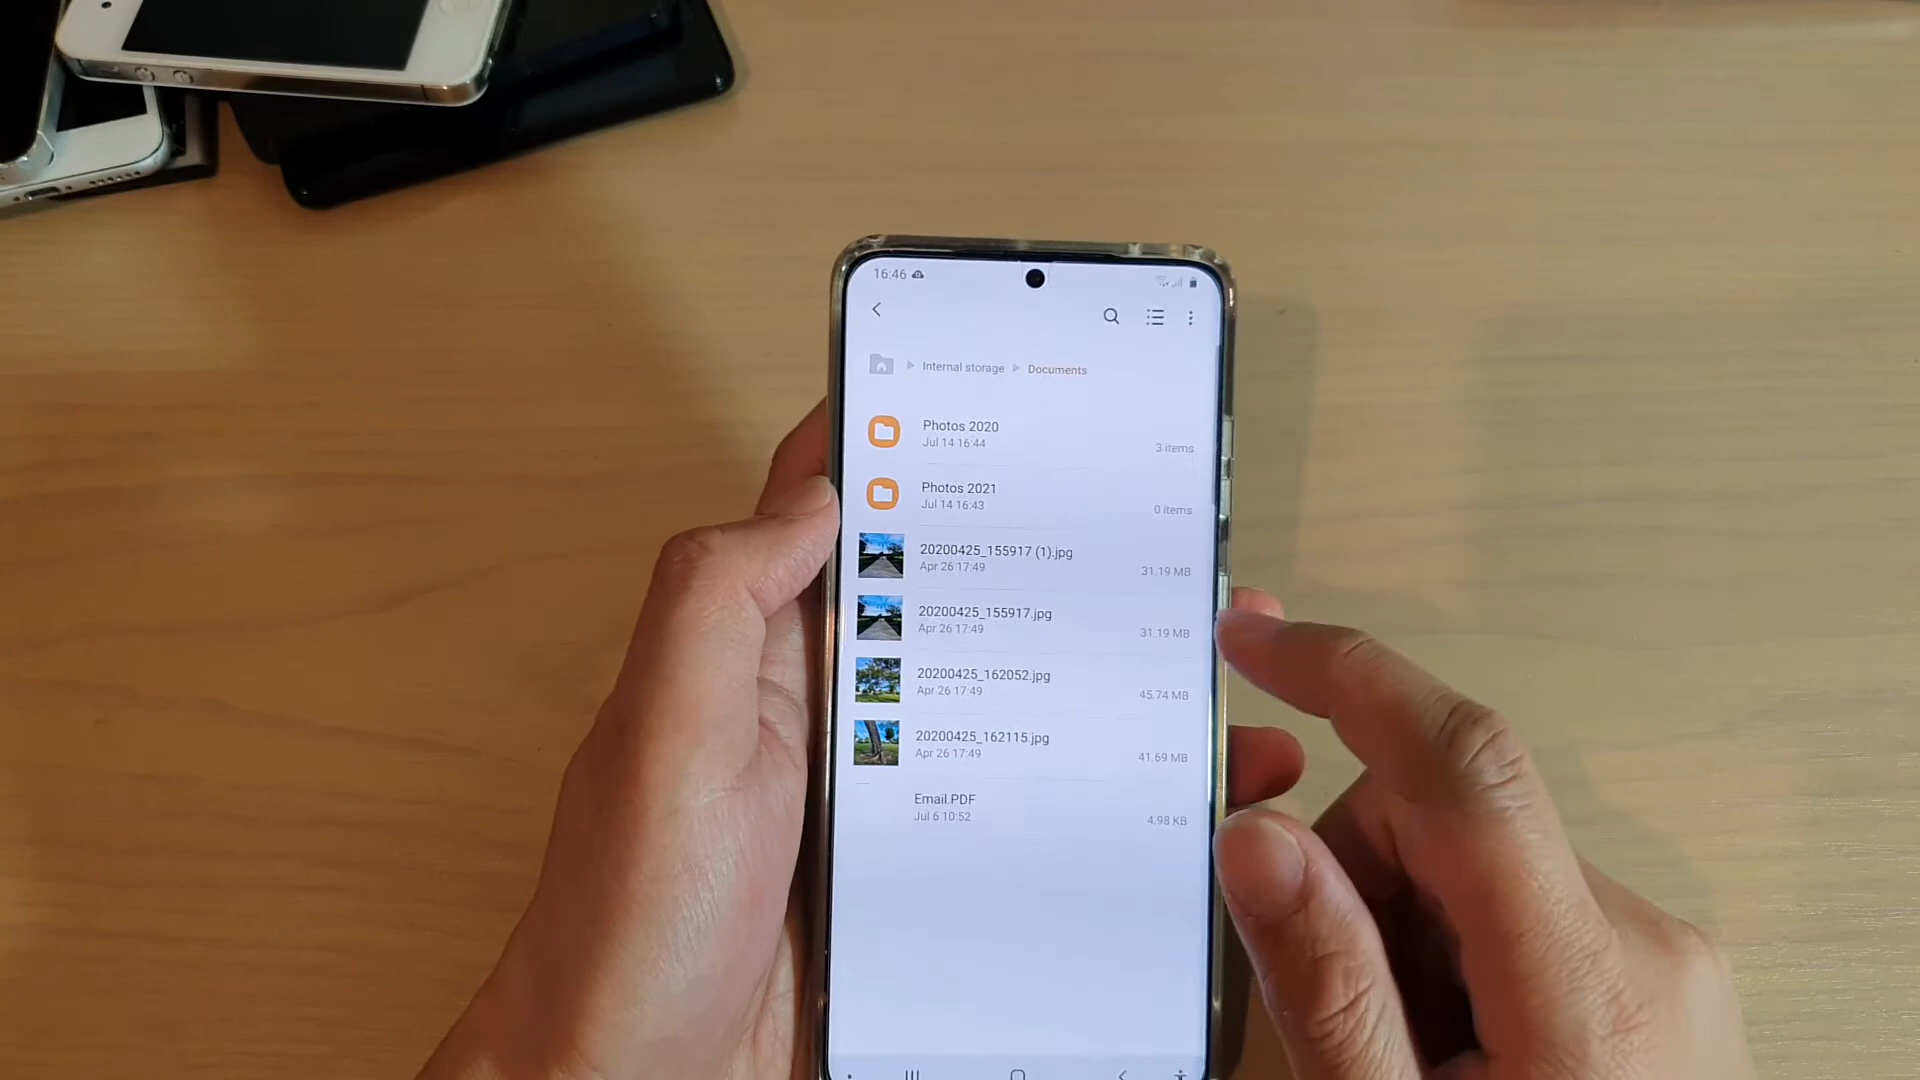 16:46
Internal storage Documents
Photos 2020
Jul 14 16:44
3 items
Photos 2021
Jul 14 16:43
0 items
20200425_155917 (1).jpg
Apr 26 17:49
31.19 MB
20200425_155917.jpg
Apr 26 17:49
31.19 MB
20200425_162052.jpg
Apr 26 17:49
45.74 MB
20200425_162115.jpg
Apr 26 17:49
41.69 MB
Email.PDF
Jul 6 10:52
4.98 KB